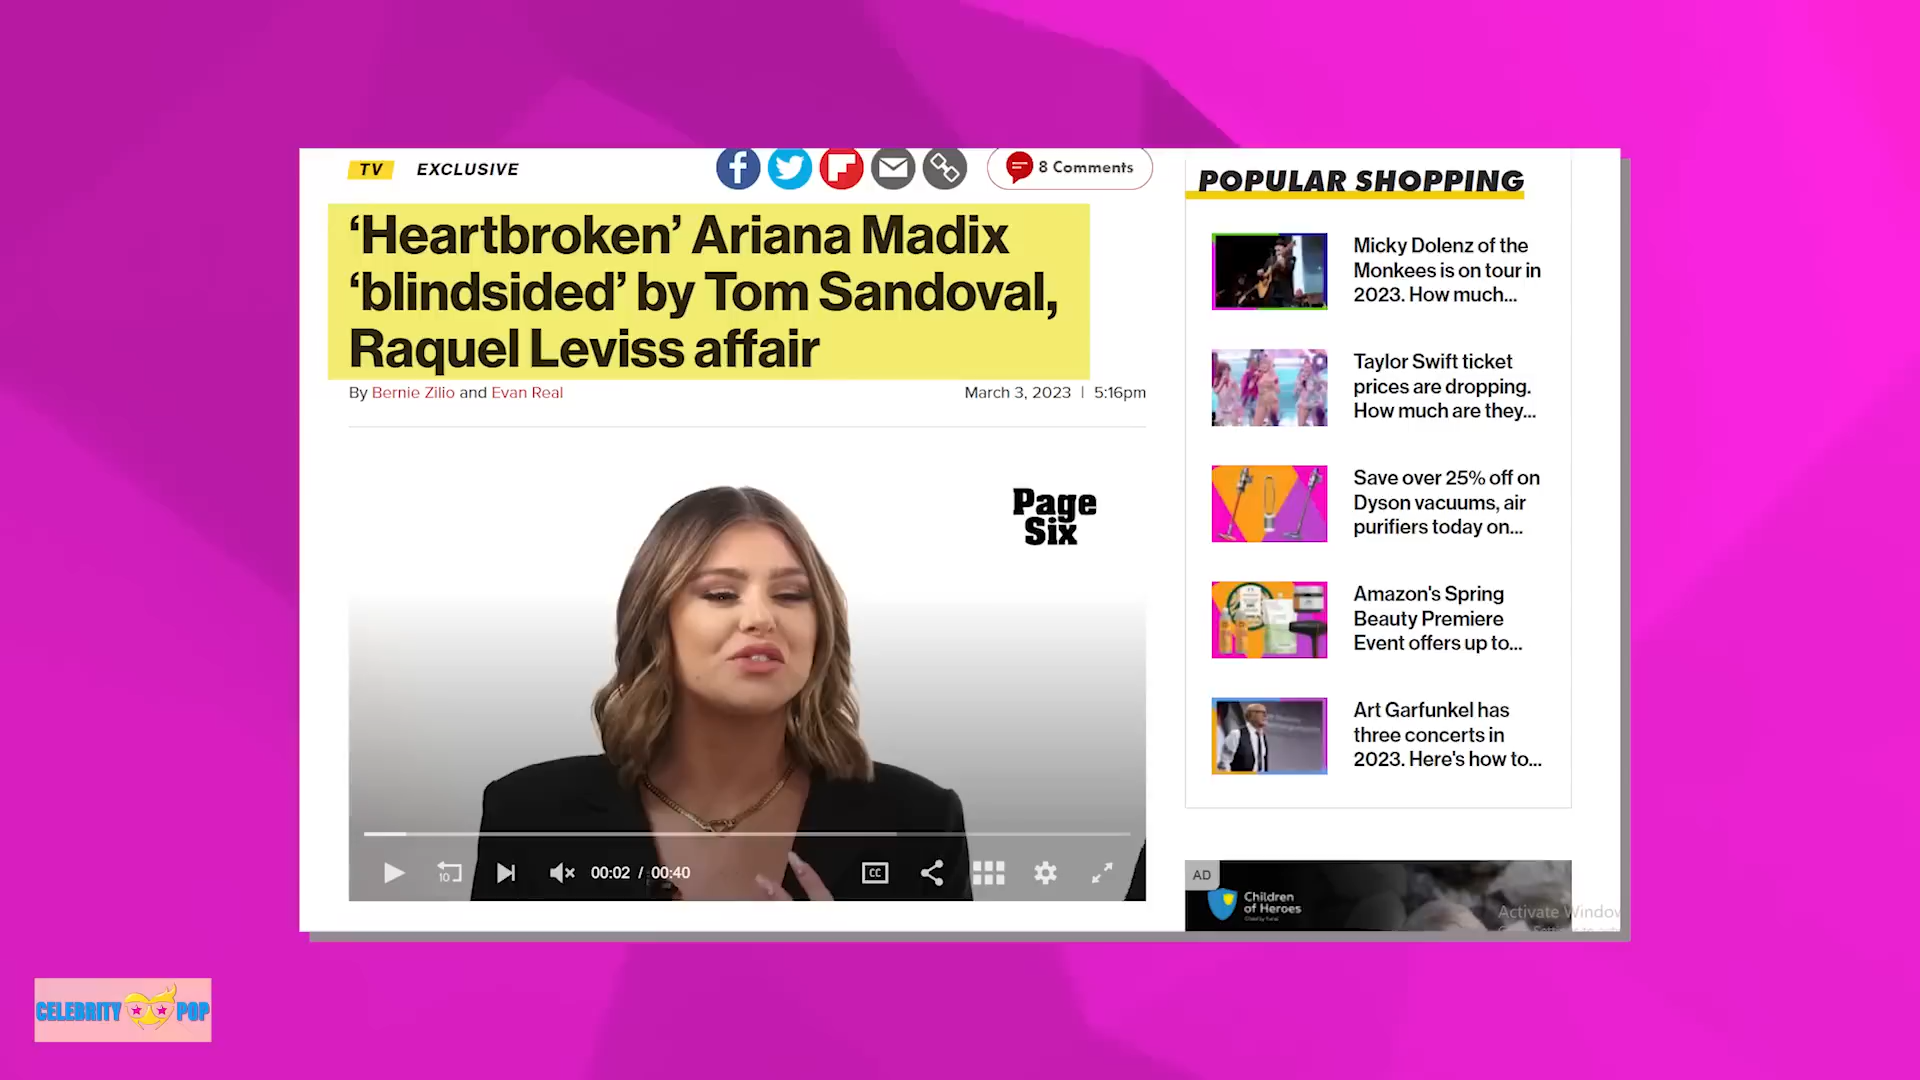 TV EXCLUSIVE
8 Comments
‘Heartbroken’ Ariana Madix
‘blindsided’ by Tom Sandoval,
Raquel Leviss affair
By Bernie Zilio and Evan Real
March 3, 2023 | 5:16pm
Page
Six
10
00:02 / 00:40
CC
POPULAR SHOPPING
Micky Dolenz of the
Monkees is on tour in
2023. How much...
Taylor Swift ticket
prices are dropping.
How much are they...
Save over 25% off on
Dyson vacuums, air
purifiers today on...
Amazon's Spring
Beauty Premiere
Event offers up to...
Art Garfunkel has
three concerts in
2023. Here's how to...
AD
Children
of Heroes
Activate Window
CELEBRITY POP